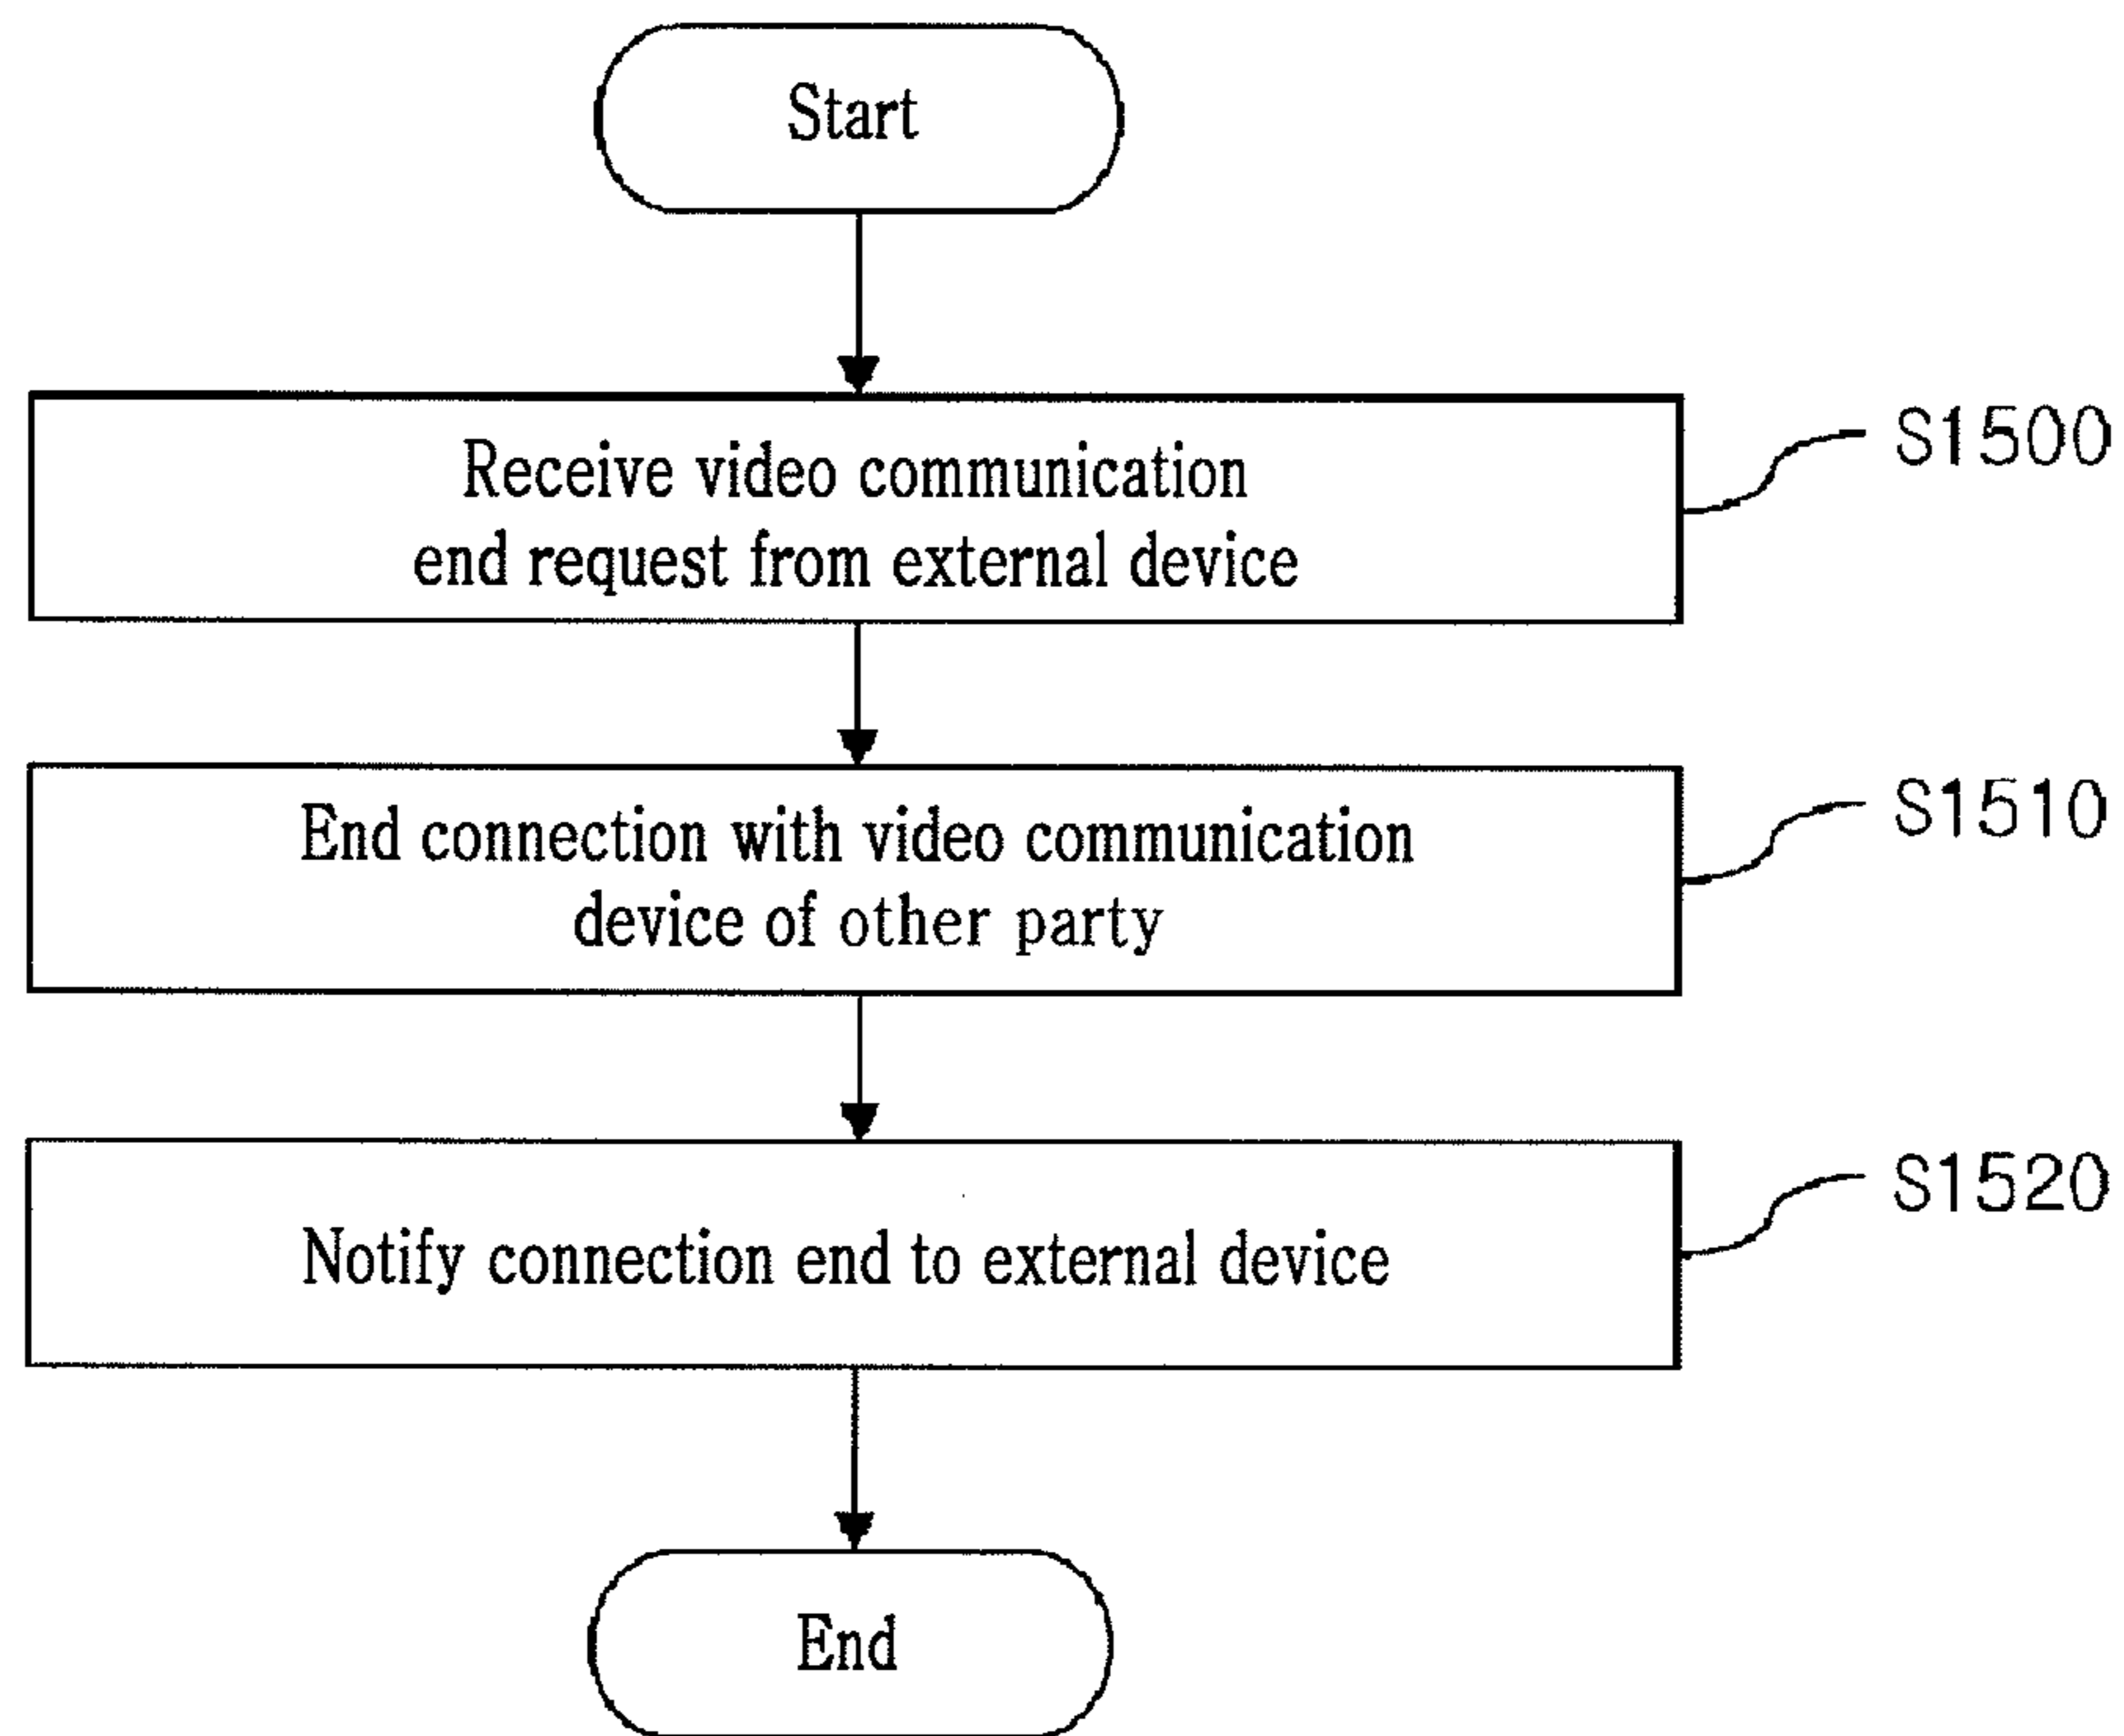 Start
Receive video communication
end request from external device
S1500
End connection with video communication
device of other party
S1510
Notify connection end to external device
S1520
End